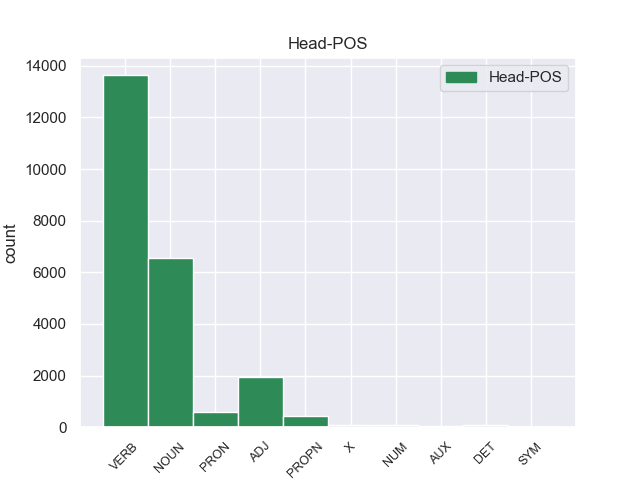 Head-POS
Head-POS
count
14000
12000
10000
8000
6000
4000
2000
0
VERB NOUN PRON ADJ PROPN X NUM AUX DET SYM